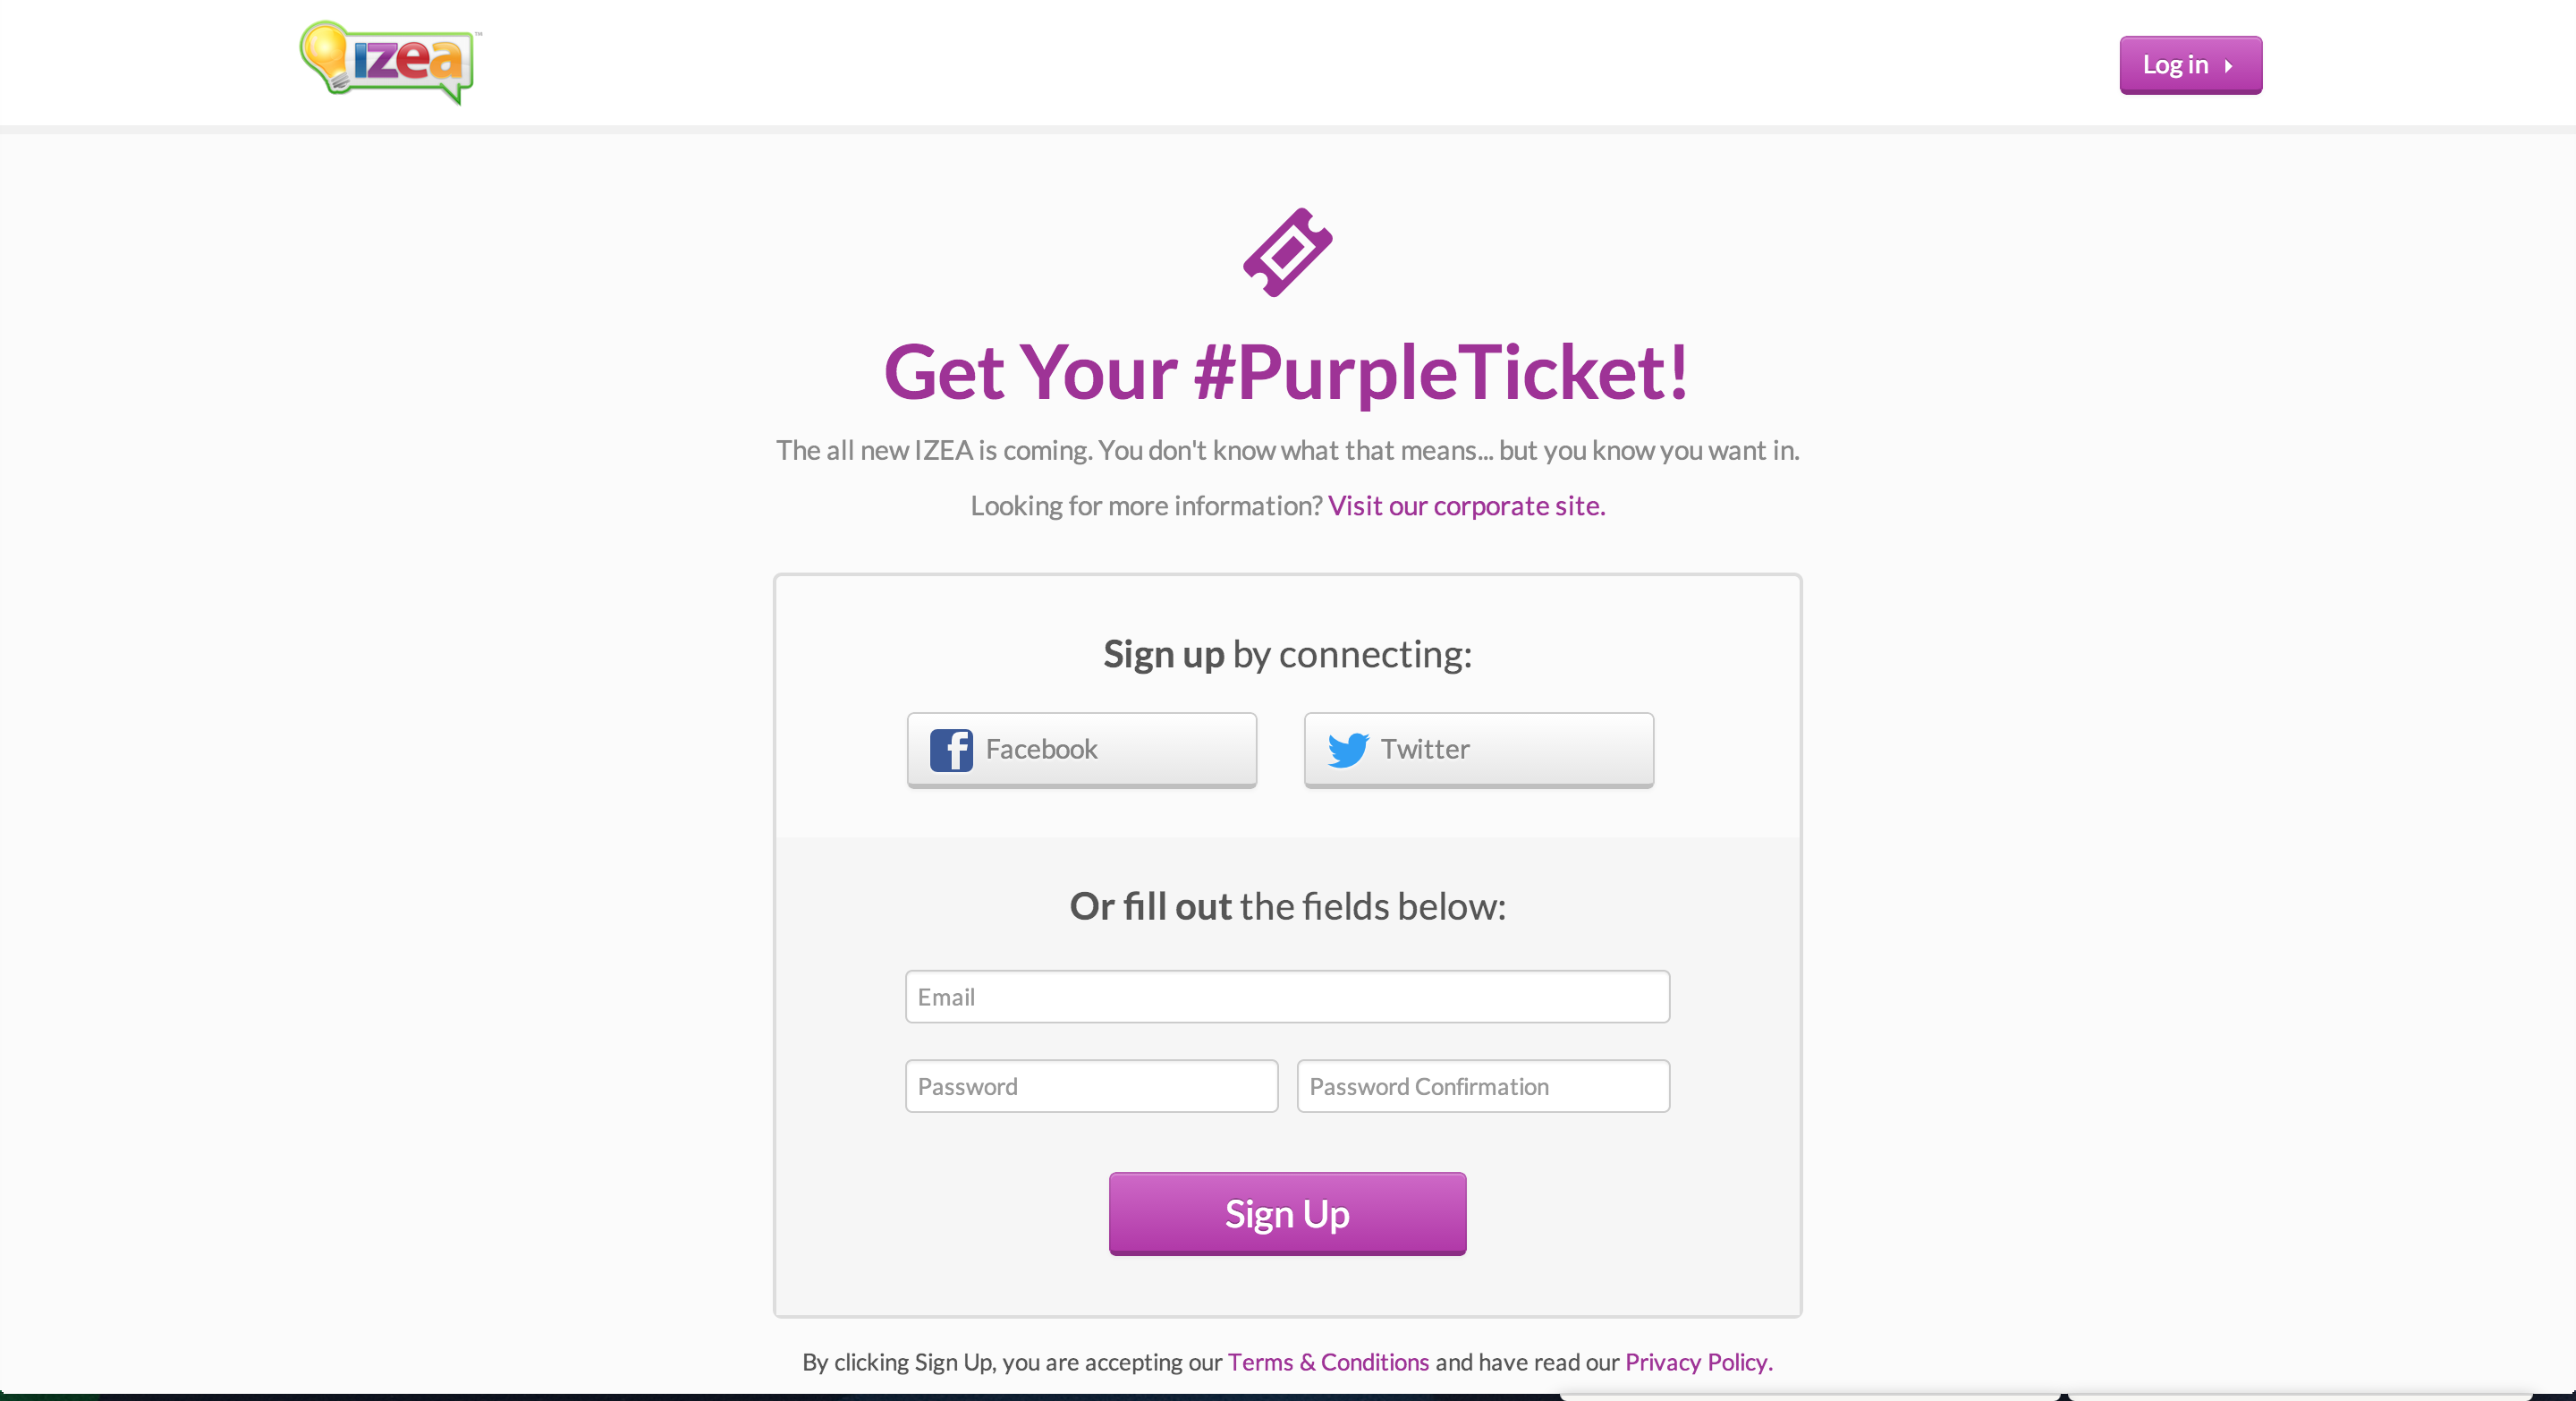 izea™
Log in
Get Your #PurpleTicket!
The all new IZEA is coming. You don't know what that means... but you know you want in.
Looking for more information? Visit our corporate site.
Sign up by connecting:
Facebook
Twitter
Or fill out the fields below:
Email
Password
Password Confirmation
Sign Up
By clicking Sign Up, you are accepting our Terms & Conditions and have read our Privacy Policy.